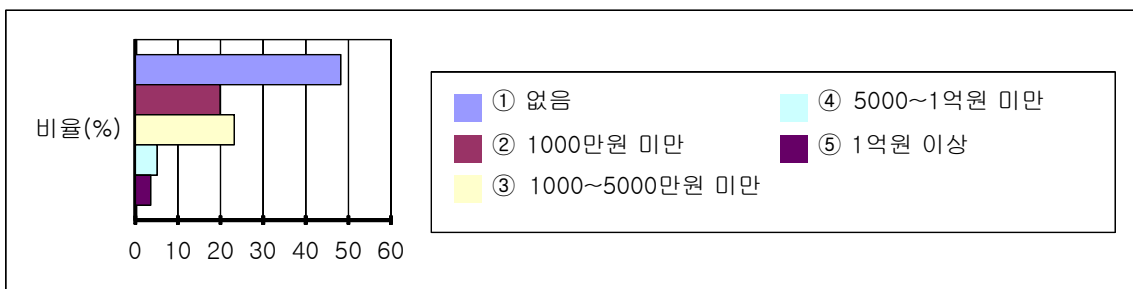 비율(%)
0 10 20 30 40 50 60
① 없음
② 1000만원 미만
③ 1000~5000만원 미만
④ 5000~1억원 미만
⑤ 1억원 이상